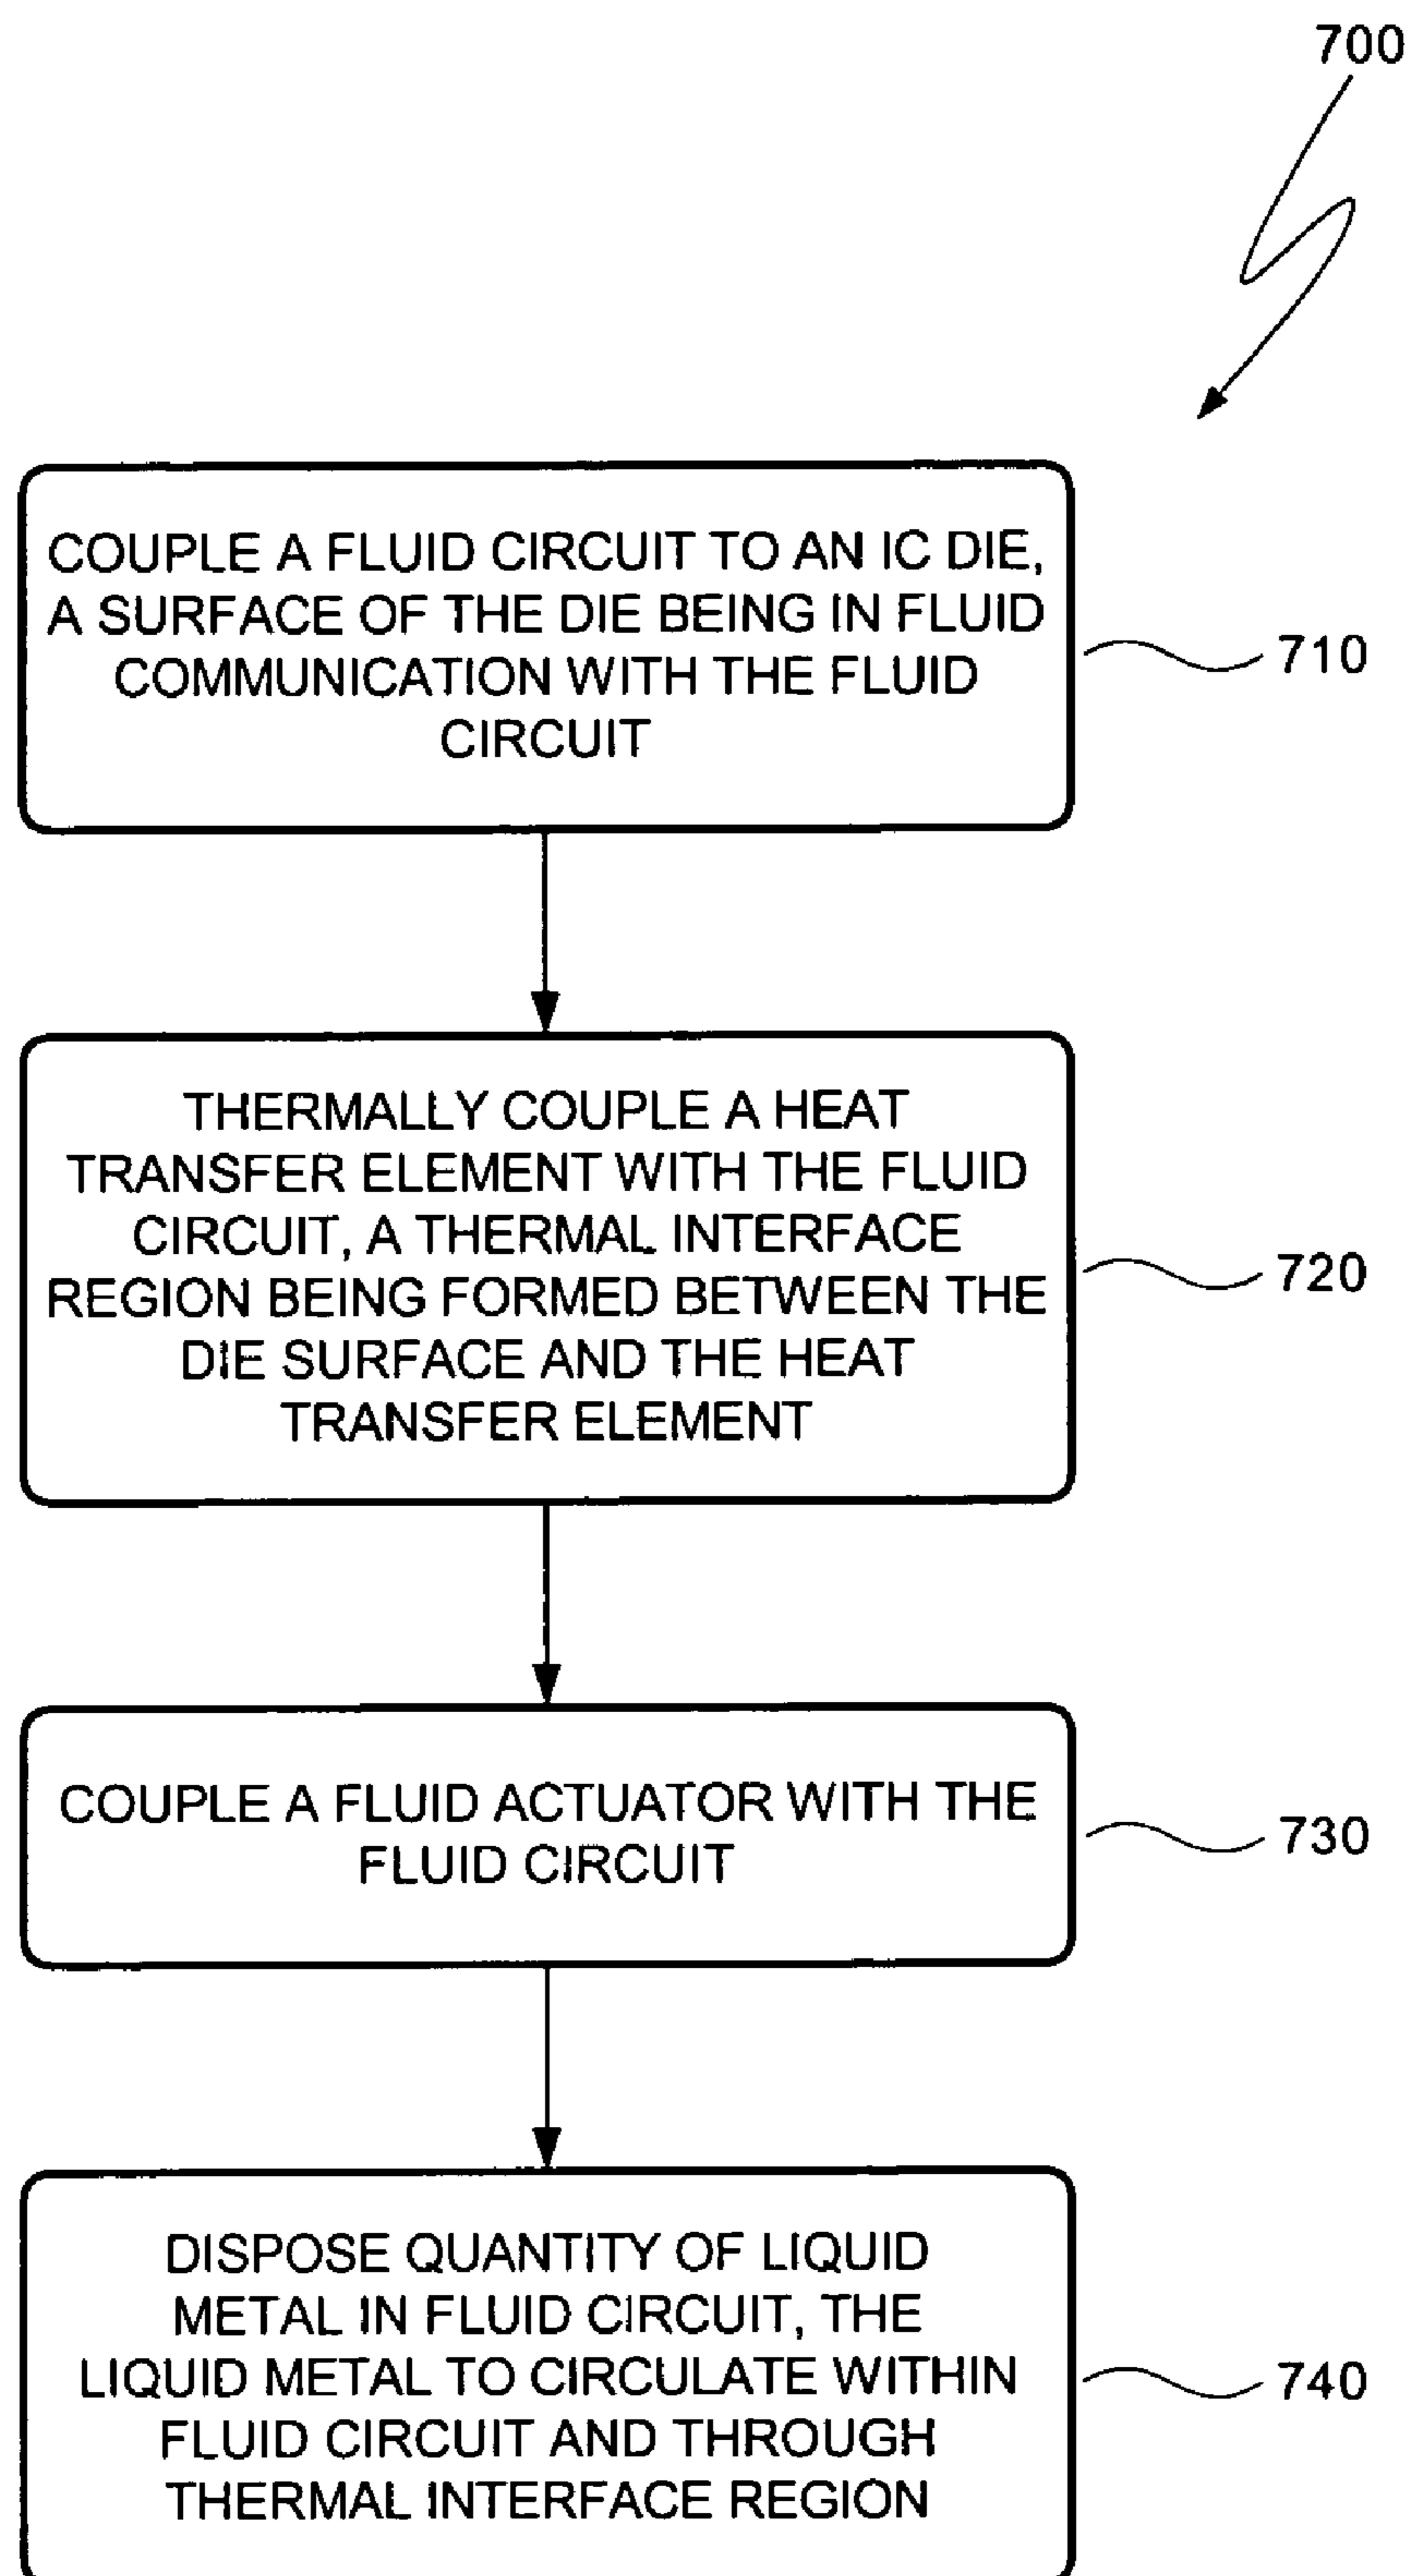 700
COUPLE A FLUID CIRCUIT TO AN IC DIE,
A SURFACE OF THE DIE BEING IN FLUID
COMMUNICATION WITH THE FLUID
CIRCUIT
710
THERMALLY COUPLE A HEAT
TRANSFER ELEMENT WITH THE FLUID
CIRCUIT, A THERMAL INTERFACE
REGION BEING FORMED BETWEEN THE
DIE SURFACE AND THE HEAT
TRANSFER ELEMENT
720
COUPLE A FLUID ACTUATOR WITH THE
FLUID CIRCUIT
730
DISPOSE QUANTITY OF LIQUID
METAL IN FLUID CIRCUIT, THE
LIQUID METAL TO CIRCULATE WITHIN
FLUID CIRCUIT AND THROUGH
THERMAL INTERFACE REGION
740